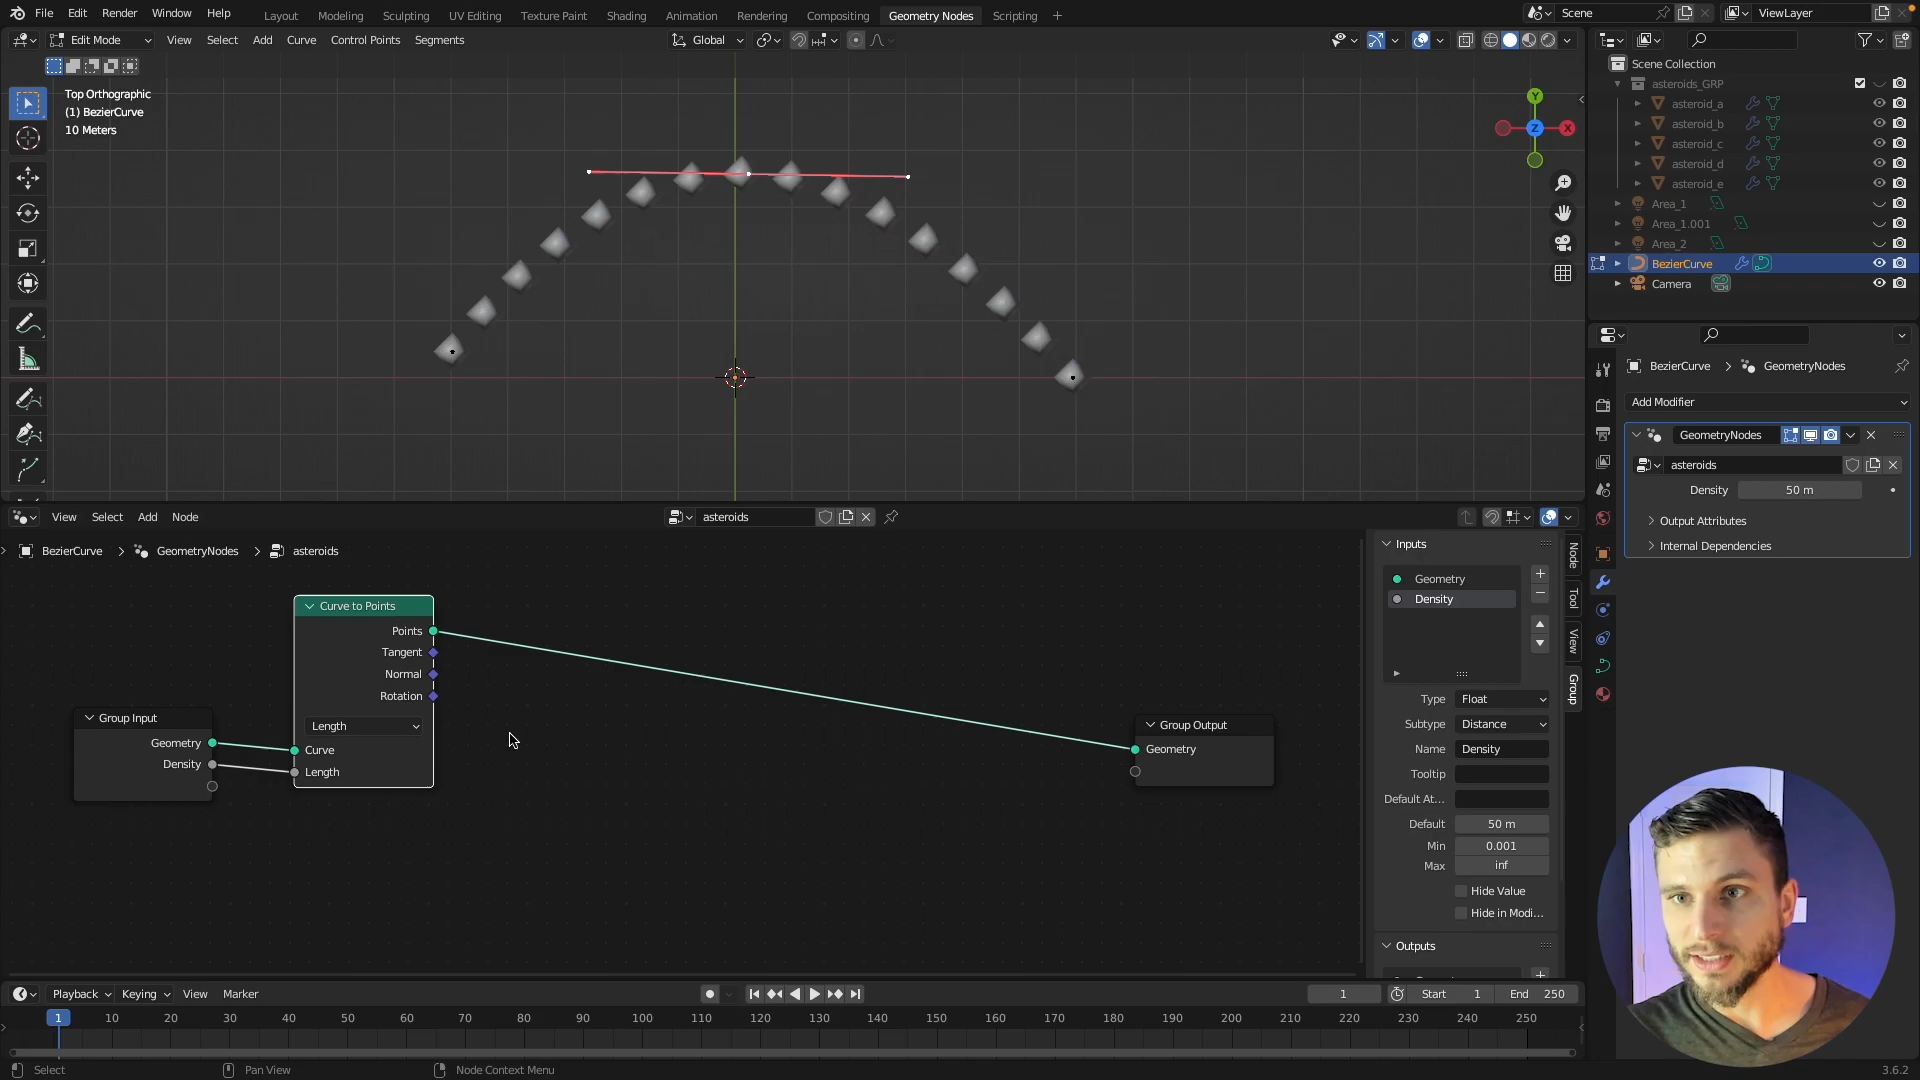 File Edit Render Window Help Layout Modeling Sculpting UV Editing Texture Paint Shading Animation Rendering Compositing Geometry Nodes Scripting + Scene ViewLayer
Edit Mode View Select Add Curve Control Points Segments Global
Top Orthographic
(1) BezierCurve
10 Meters
Y
Z
X
Scene Collection
asteroids_GRP
asteroid_a
asteroid_b
asteroid_c
asteroid_d
asteroid_e
Area_1
Area_1.001
Area_2
BezierCurve
Camera
BezierCurve > GeometryNodes
Add Modifier
GeometryNodes
asteroids
Density 50 m
> Output Attributes
> Internal Dependencies
View Select Add Node asteroids
BezierCurve > GeometryNodes > asteroids
Curve to Points
Points
Tangent
Normal
Rotation
Length
Curve
Length
Group Input
Geometry
Density
Group Output
Geometry
Inputs
Geometry
Density
Type Float
Subtype Distance
Name Density
Tooltip
Default At...
Default 50 m
Min 0.001
Max inf
Hide Value
Hide in Modi...
Outputs
Node
Tool
View
Group
Playback Keying View Marker 1 Start 1 End 250
1 10 20 30 40 50 60 70 80 90 100 110 120 130 140 150 160 170 180 190 200 210 220 230 240 250
Select Pan View Node Context Menu 3.6.2